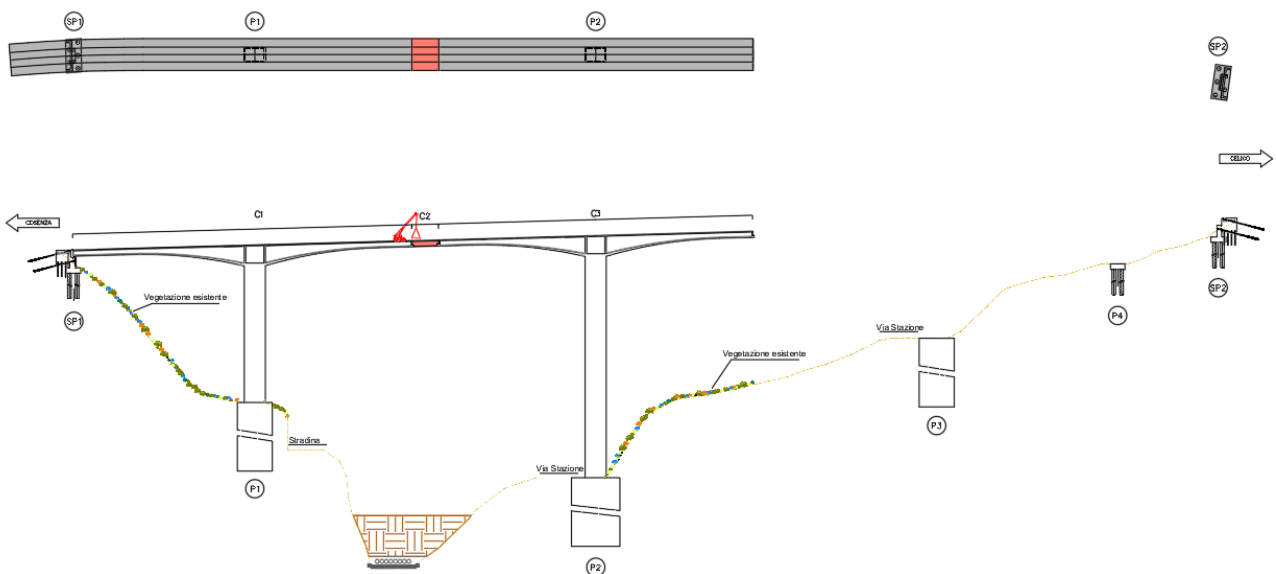 SP1
P1
P2
SP2
CELICO
COSENZA
C1
C2
C3
Vegetazione esistente
SP1
SP2
P4
Via Stazione
Vegetazione esistente
P3
Stradina
Via Stazione
P1
P2